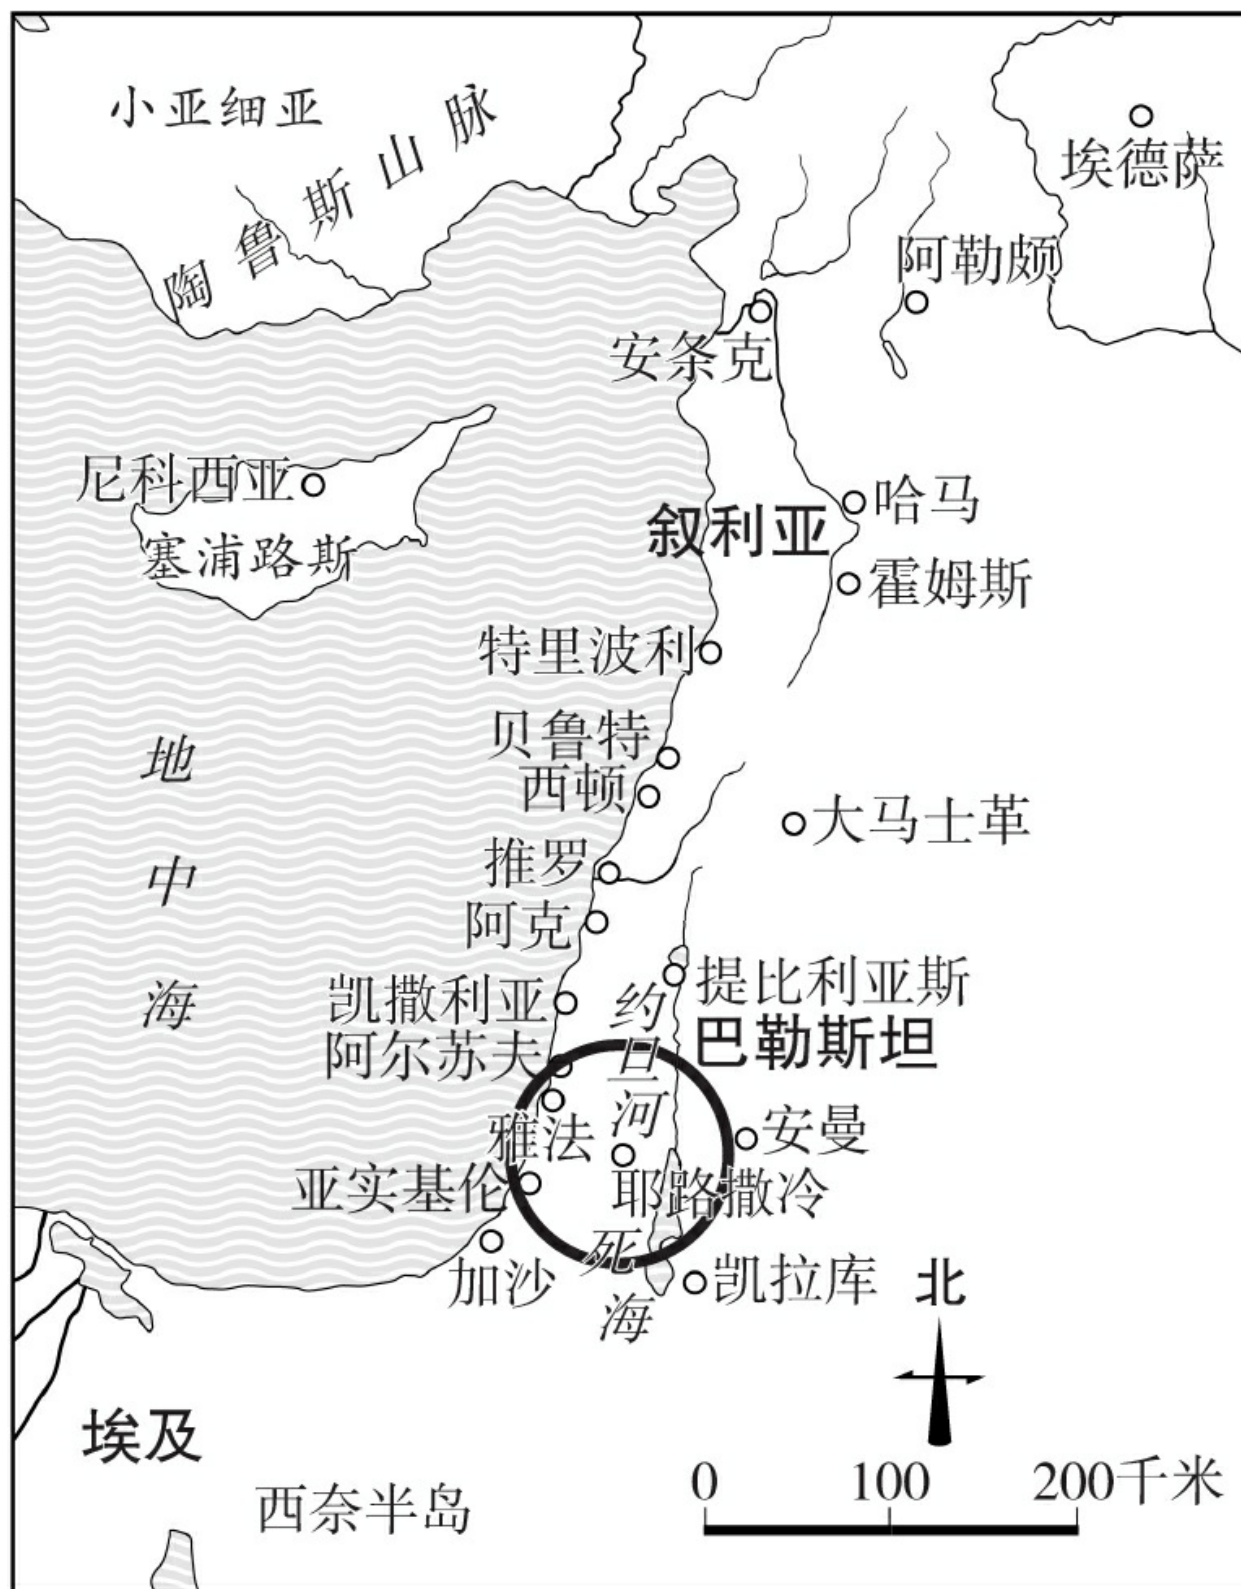 小亚细亚
陶鲁斯山脉
埃德萨
阿勒颇
安条克
尼科西亚
塞浦路斯
叙利亚
哈马
霍姆斯
特里波利
贝鲁特
西顿
地中海
大马士革
推罗
阿克
提比利亚斯
凯撒利亚
约旦河
巴勒斯坦
阿尔苏夫
雅法
安曼
亚实基伦
耶路撒冷
死海
加沙
凯拉库
北
埃及
西奈半岛
0 100 200千米